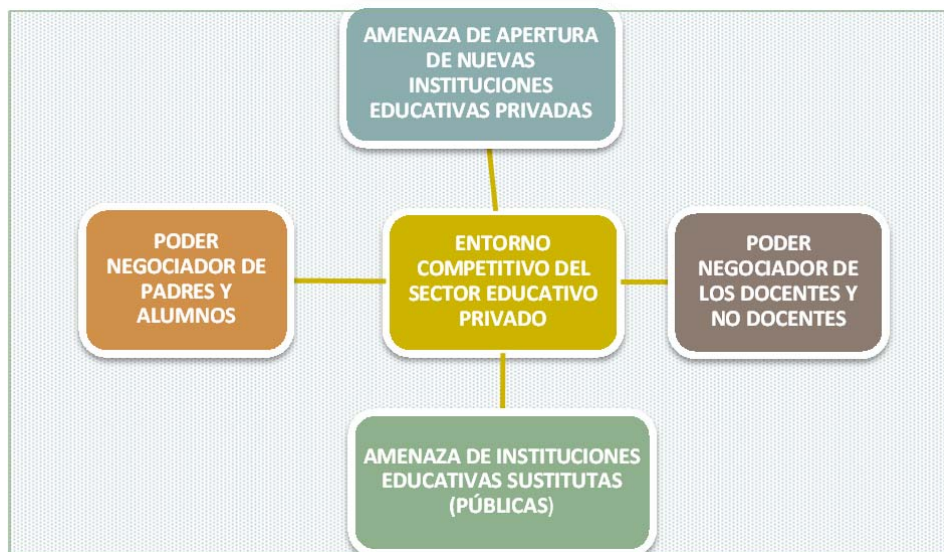 AMENAZA DE APERTURA
DE NUEVAS
INSTITUCIONES
EDUCATIVAS PRIVADAS
PODER
NEGOCIADOR DE
PADRES Y
ALUMNOS
ENTORNO
COMPETITIVO DEL
SECTOR EDUCATIVO
PRIVADO
PODER
NEGOCIADOR DE
LOS DOCENTES Y
NO DOCENTES
AMENAZA DE INSTITUCIONES
EDUCATIVAS SUSTITUTAS
(PÚBLICAS)